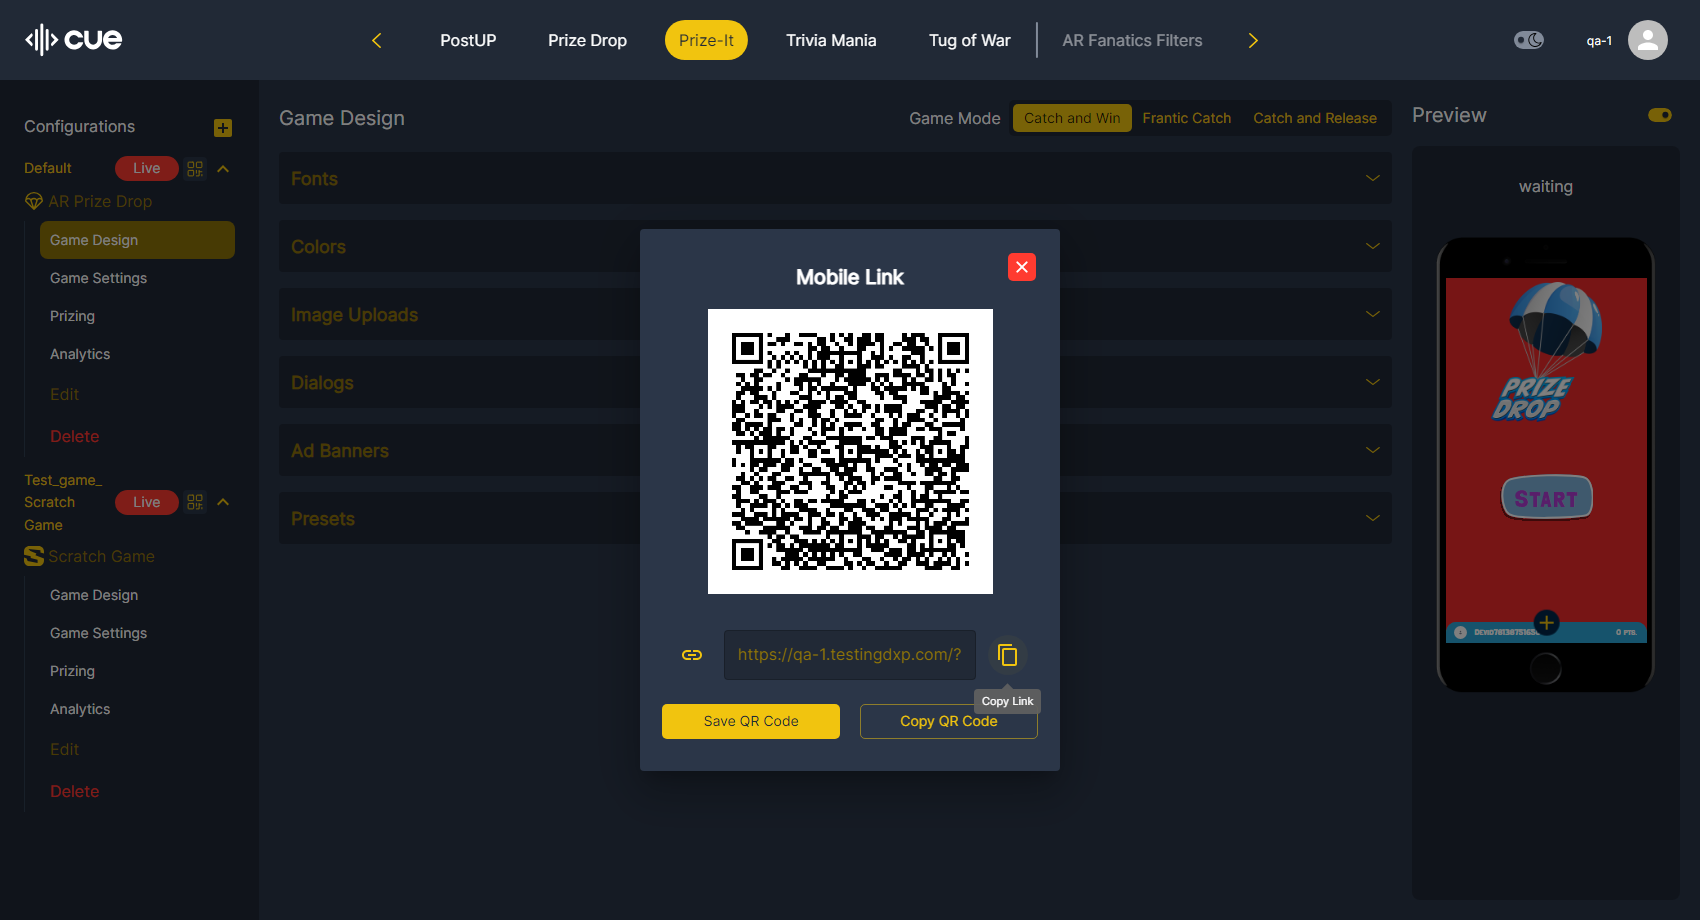 cue
PostUP
Prize Drop
Prize-It
Trivia Mania
Tug of War
AR Fanatics Filters
qa-1
Configurations
Default
Live
AR Prize Drop
Game Design
Game Settings
Prizing
Analytics
Edit
Delete
Test_game_
Scratch
Game
Live
Scratch Game
Game Design
Game Settings
Prizing
Analytics
Edit
Delete
Game Design
Game Mode
Catch and Win
Frantic Catch
Catch and Release
Fonts
Colors
Image Uploads
Dialogs
Ad Banners
Presets
Mobile Link
https://qa-1.testingdxp.com/?
Copy Link
Save QR Code
Copy QR Code
Preview
waiting
PRIZE
DROP
START
0 PTS.